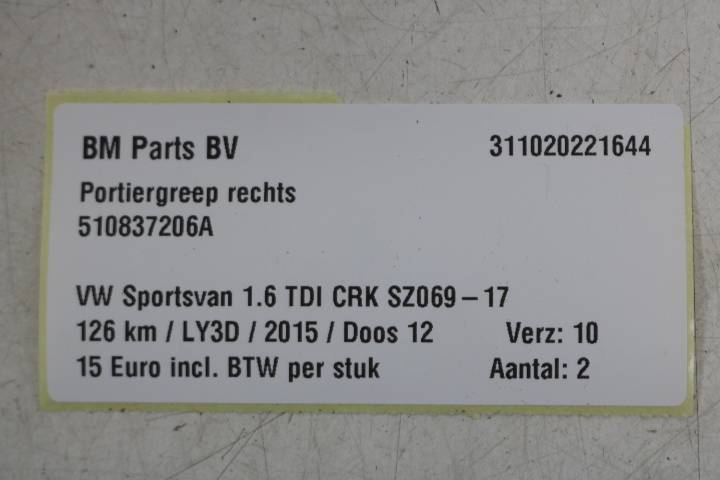 BM Parts BV 311020221644
Portiergreep rechts
510837206A
VW Sportsvan 1.6 TDI CRK SZ069-17
126 km / LY3D / 2015 / Doos 12 Verz: 10
15 Euro incl. BTW per stuk Aantal: 2